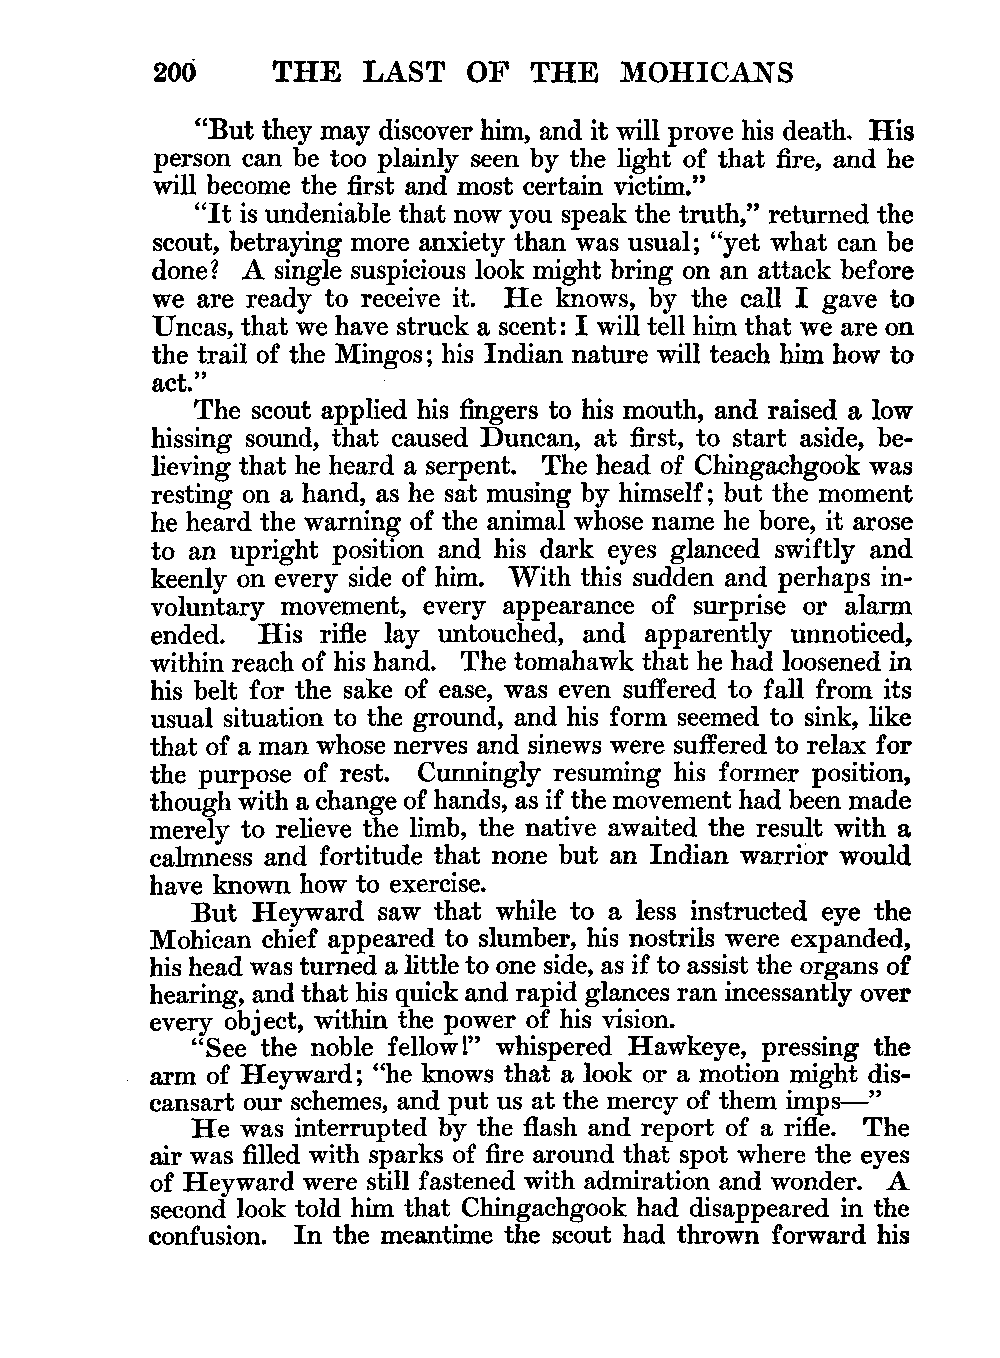 200 THE LAST OF THE MOHICANS
“But they may discover him, and it will prove his death. His
person can be too plainly seen by the light of that fire, and he
will become the first and most certain victim.”
“It is undeniable that now you speak the truth,” returned the
scout, betraying more anxiety than was usual; “yet what can be
done? A single suspicious look might bring on an attack before
we are ready to receive it. He knows, by the call I gave to
Uncas, that we have struck a scent: I will tell him that we are on
the trail of the Mingos; his Indian nature will teach him how to
act.”
The scout applied his fingers to his mouth, and raised a low
hissing sound, that caused Duncan, at first, to start aside, be-
lieving that he heard a serpent. The head of Chingachgook was
resting on a hand, as he sat musing by himself; but the moment
he heard the warning of the animal whose name he bore, it arose
to an upright position and his dark eyes glanced swiftly and
keenly on every side of him. With this sudden and perhaps in-
voluntary movement, every appearance of surprise or alarm
ended. His rifle lay untouched, and apparently unnoticed,
within reach of his hand. The tomahawk that he had loosened in
his belt for the sake of ease, was even suffered to fall from its
usual situation to the ground, and his form seemed to sink, like
that of a man whose nerves and sinews were suffered to relax for
the purpose of rest. Cunningly resuming his former position,
though with a change of hands, as if the movement had been made
merely to relieve the limb, the native awaited the result with a
calmness and fortitude that none but an Indian warrior would
have known how to exercise.
But Heyward saw that while to a less instructed eye the
Mohican chief appeared to slumber, his nostrils were expanded,
his head was turned a little to one side, as if to assist the organs of
hearing, and that his quick and rapid glances ran incessantly over
every object, within the power of his vision.
“See the noble fellow!” whispered Hawkeye, pressing the
arm of Heyward; “he knows that a look or a motion might dis-
cansart our schemes, and put us at the mercy of them imps—”
He was interrupted by the flash and report of a rifle. The
air was filled with sparks of fire around that spot where the eyes
of Heyward were still fastened with admiration and wonder. A
second look told him that Chingachgook had disappeared in the
confusion. In the meantime the scout had thrown forward his